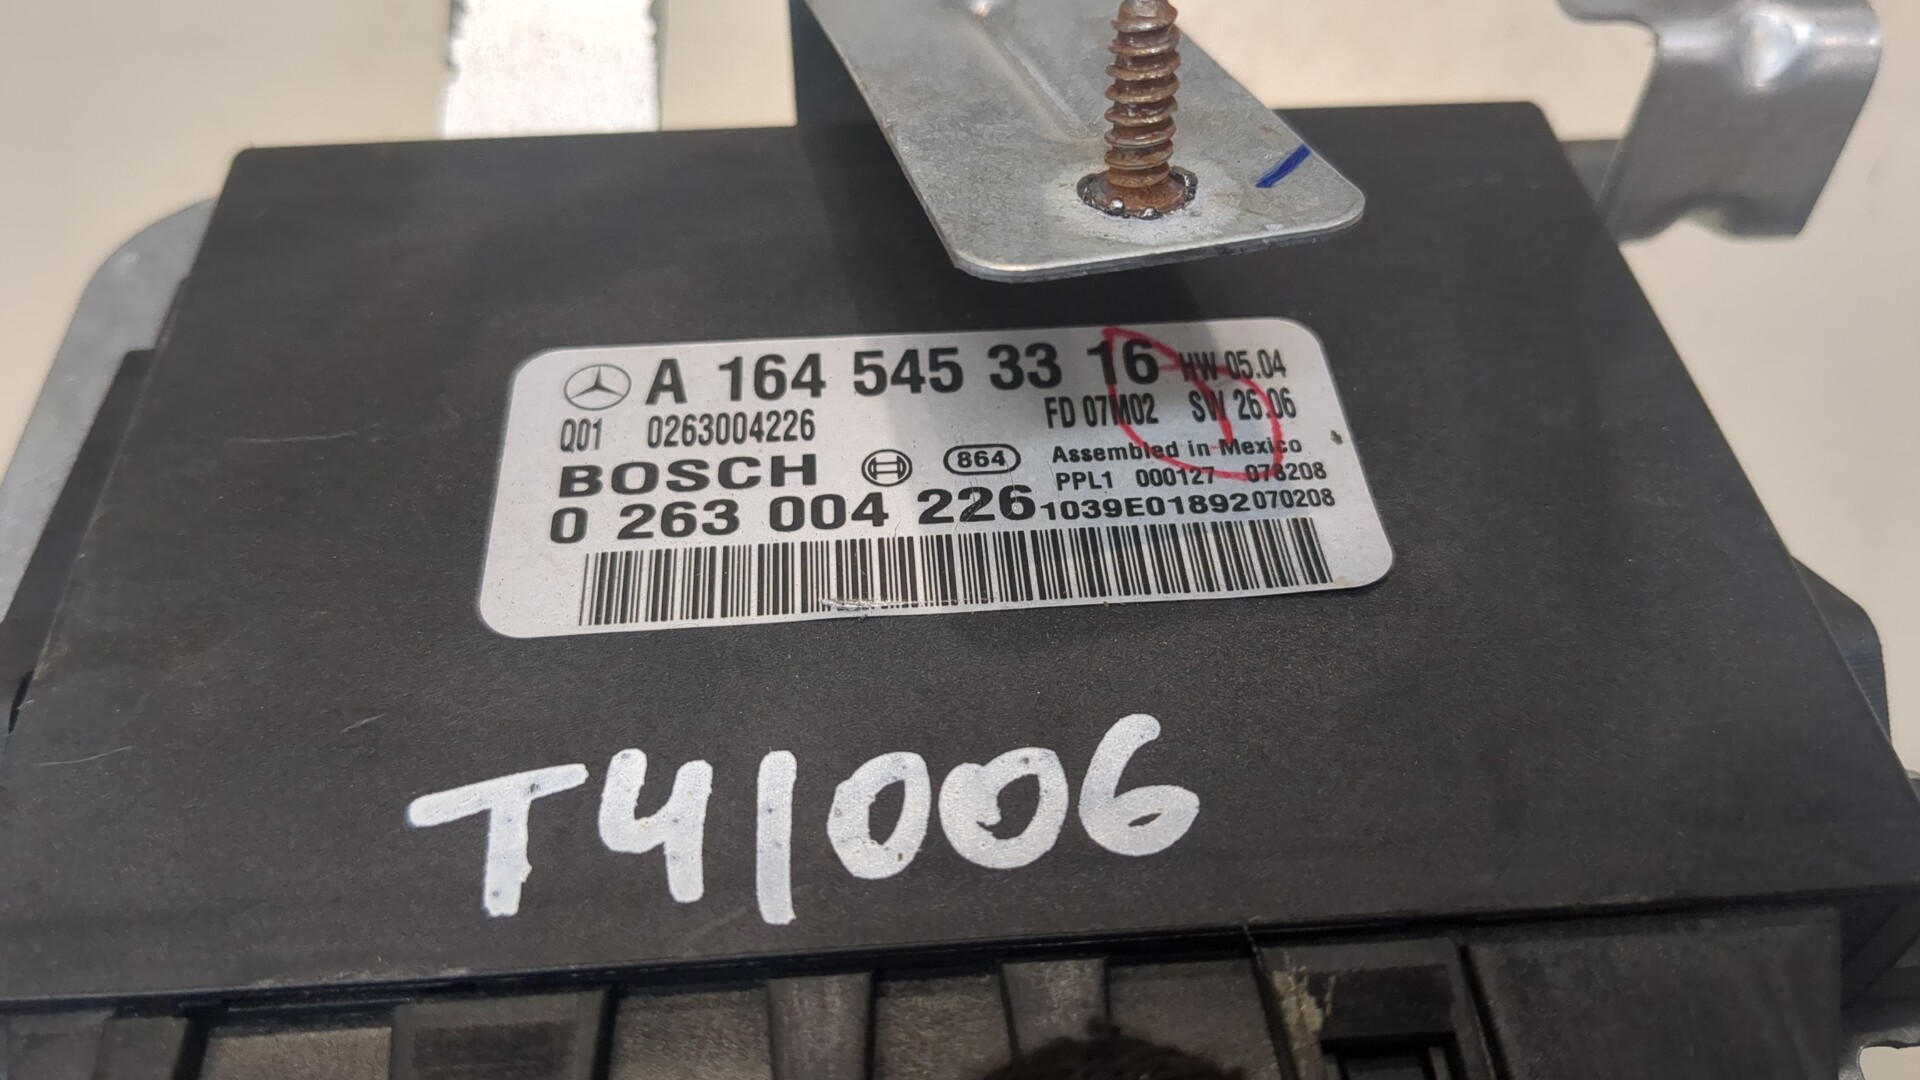 A 164 545 33 16 HW 05.04
Q01 0263004226 FD 07M02 SW 26.06
BOSCH 864 Assembled in Mexico
PPL1 000127 078208
0 263 004 226 1039E01892070208
T41006